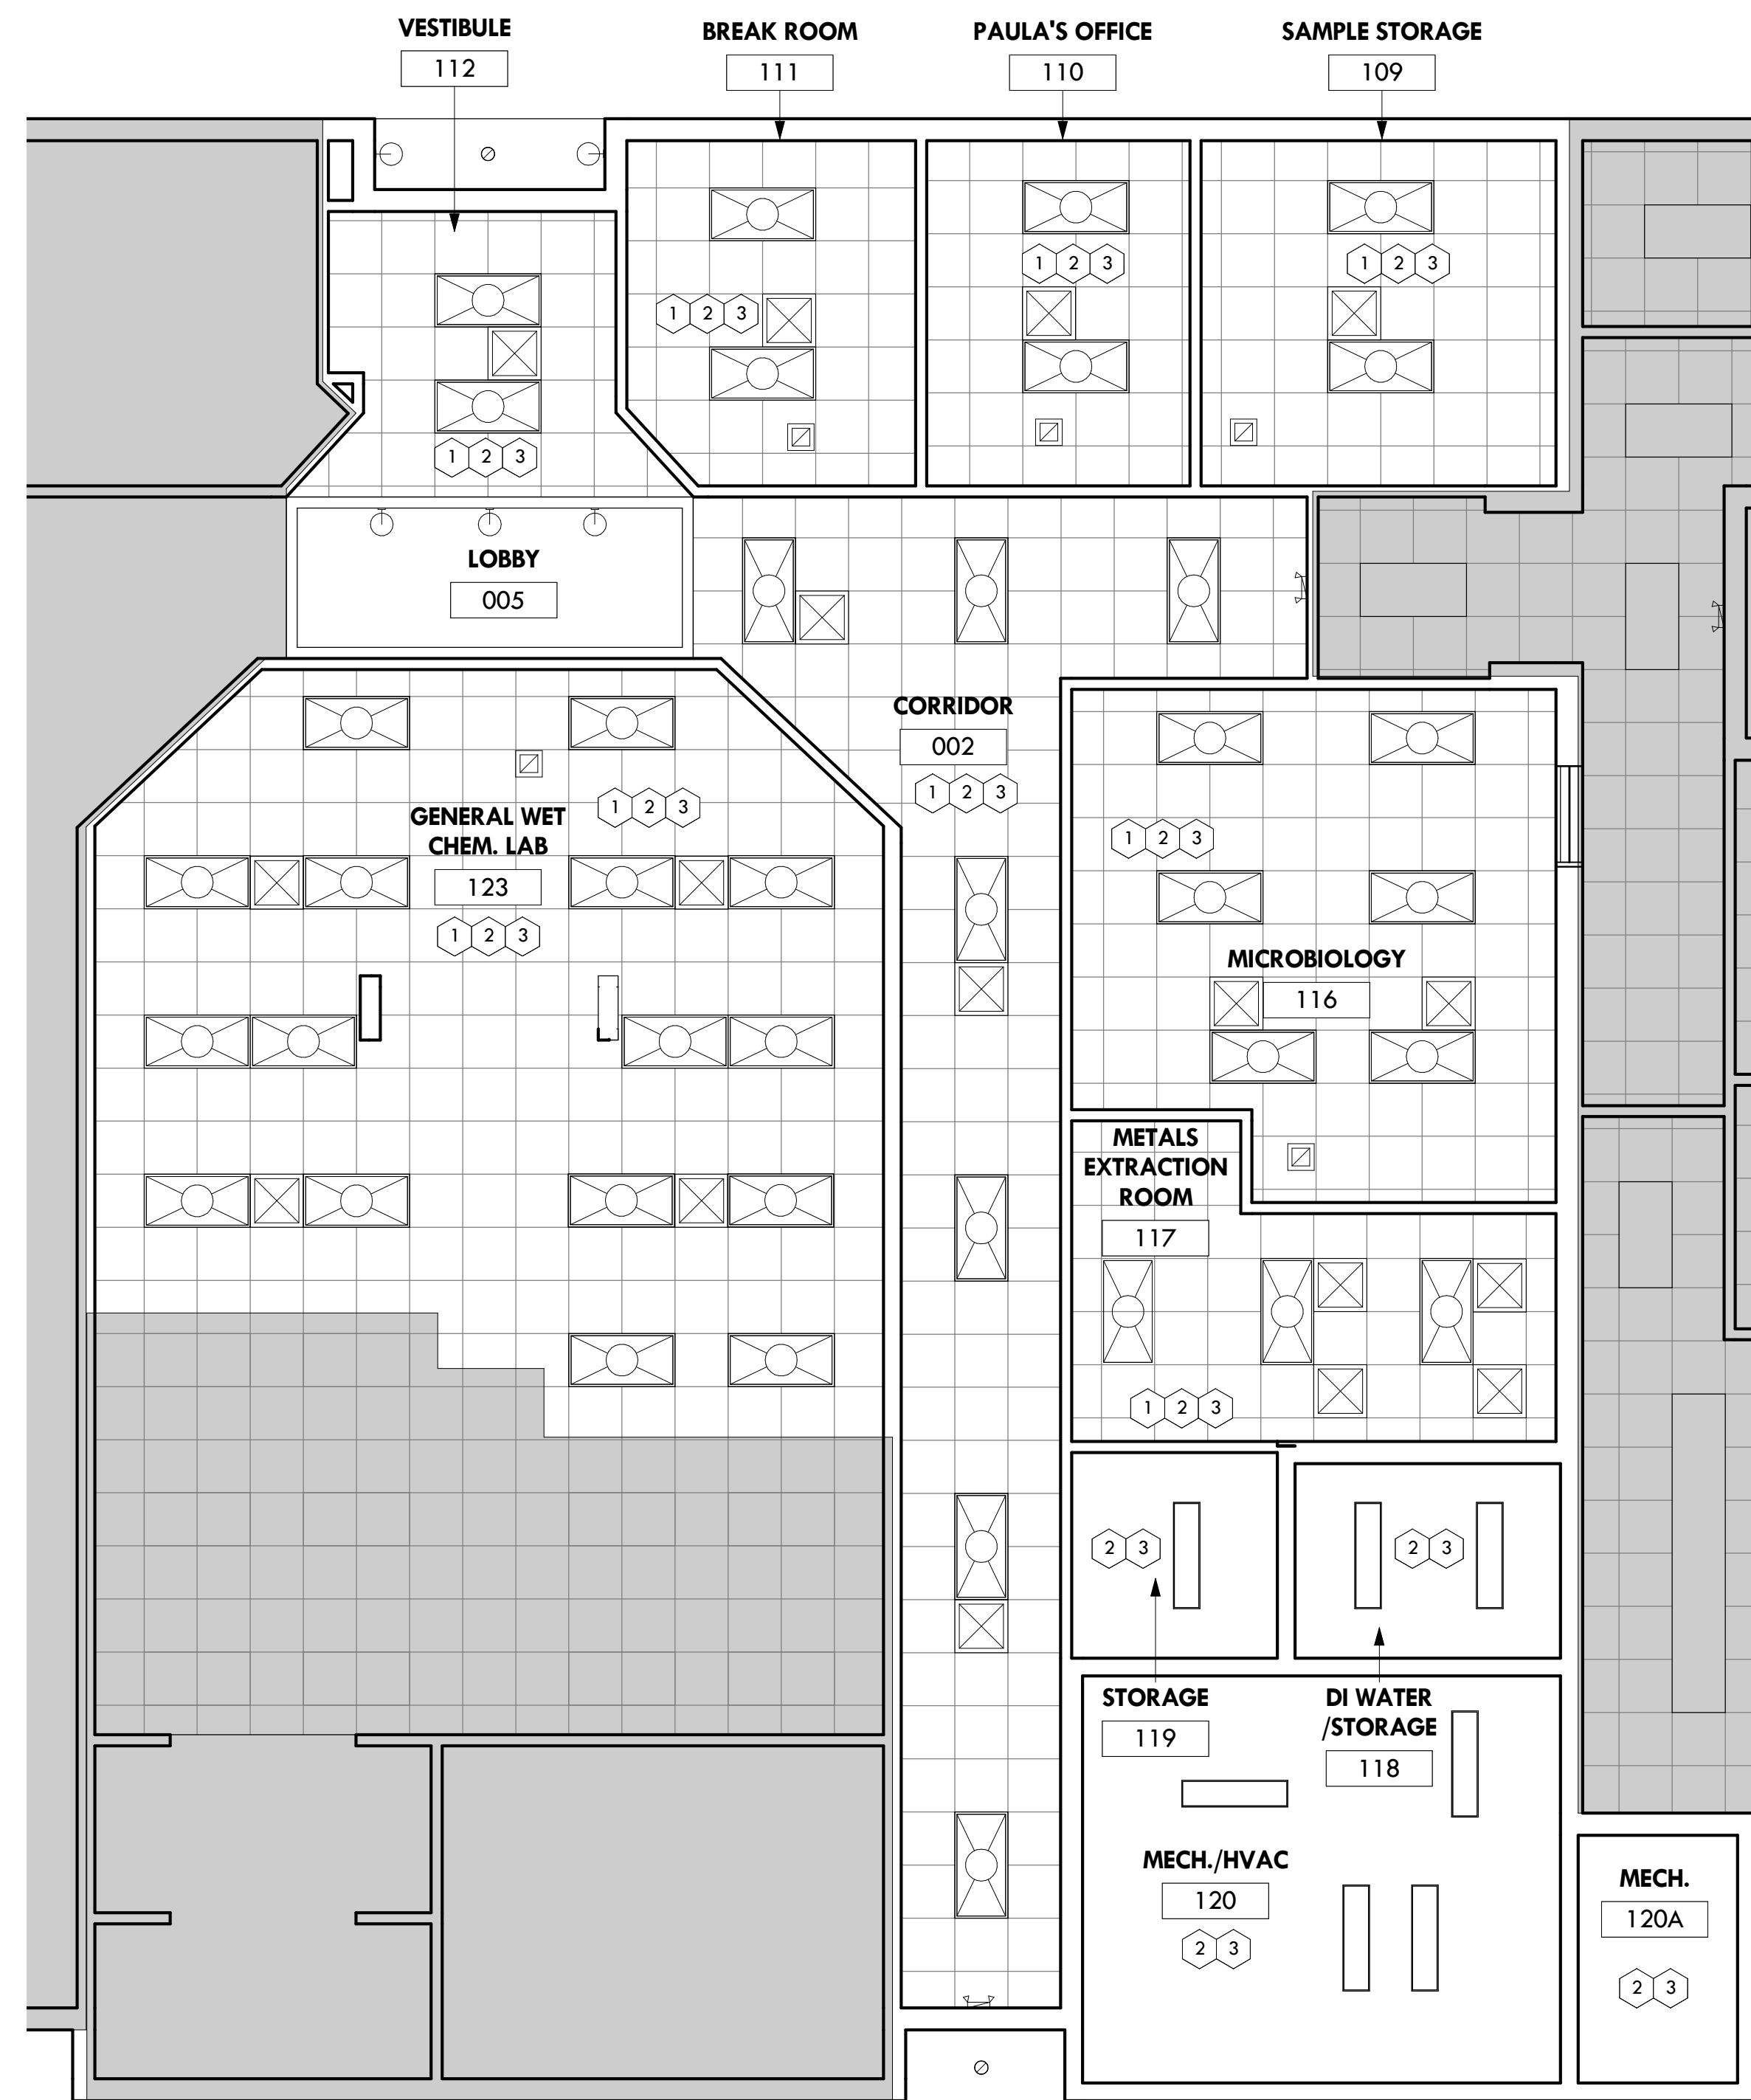 VESTIBULE
112
BREAK ROOM
111
PAULA'S OFFICE
110
SAMPLE STORAGE
109
1 2 3
1 2 3
1 2 3
1 2 3
LOBBY
005
CORRIDOR
002
1 2 3
GENERAL WET
CHEM. LAB
123
1 2 3
1 2 3
1 2 3
MICROBIOLOGY
116
METALS
EXTRACTION
ROOM
117
1 2 3
2 3
2 3
STORAGE
119
DI WATER
/STORAGE
118
MECH./HVAC
120
2 3
MECH.
120A
2 3